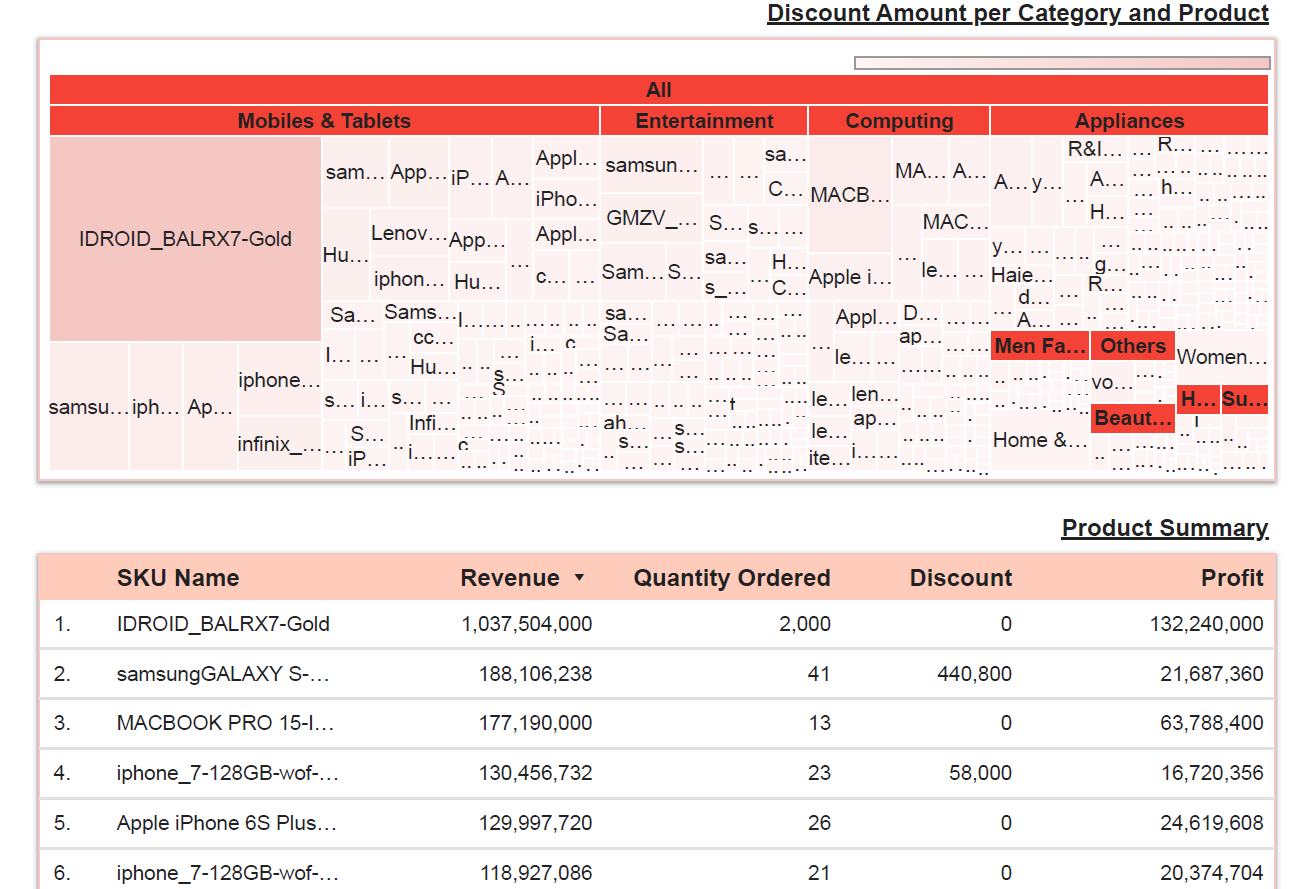 Discount Amount per Category and Product
All
Mobiles & Tablets Entertainment Computing Appliances
IDROID_BALRX7-Gold
sam... App... iP... A... Appl...
iPho...
Hu... Lenov... App... Appl...
iphon... Hu... ... c... ...
Sa... Sams...
cc...
Hu...
samsu... iph... Ap... iphone...
infinix_...
s... i... s...
Infi...
S...
iP...
samsun... ... ... sa...
C...
GMZV_... S... s...
Sam... S... sa... H...
s_... C...
sa...
Sa...
ah...
s... s...
s...
MACB... MA... A...
MAC...
Apple i... ... le... ...
Appl... D...
ap...
le...
le... len...
ap...
le...
ite... i...
A... y... R&I... R...
A... h...
H...
y... g...
Haie... R...
d...
A...
Men Fa... Others Women...
vo...
H... Su...
Beaut...
Home &...
Product Summary
SKU Name Revenue Quantity Ordered Discount Profit
1. IDROID_BALRX7-Gold 1,037,504,000 2,000 0 132,240,000
2. samsungGALAXY S-... 188,106,238 41 440,800 21,687,360
3. MACBOOK PRO 15-I... 177,190,000 13 0 63,788,400
4. iphone_7-128GB-wof-... 130,456,732 23 58,000 16,720,356
5. Apple iPhone 6S Plus... 129,997,720 26 0 24,619,608
6. iphone_7-128GB-wof-... 118,927,086 21 0 20,374,704